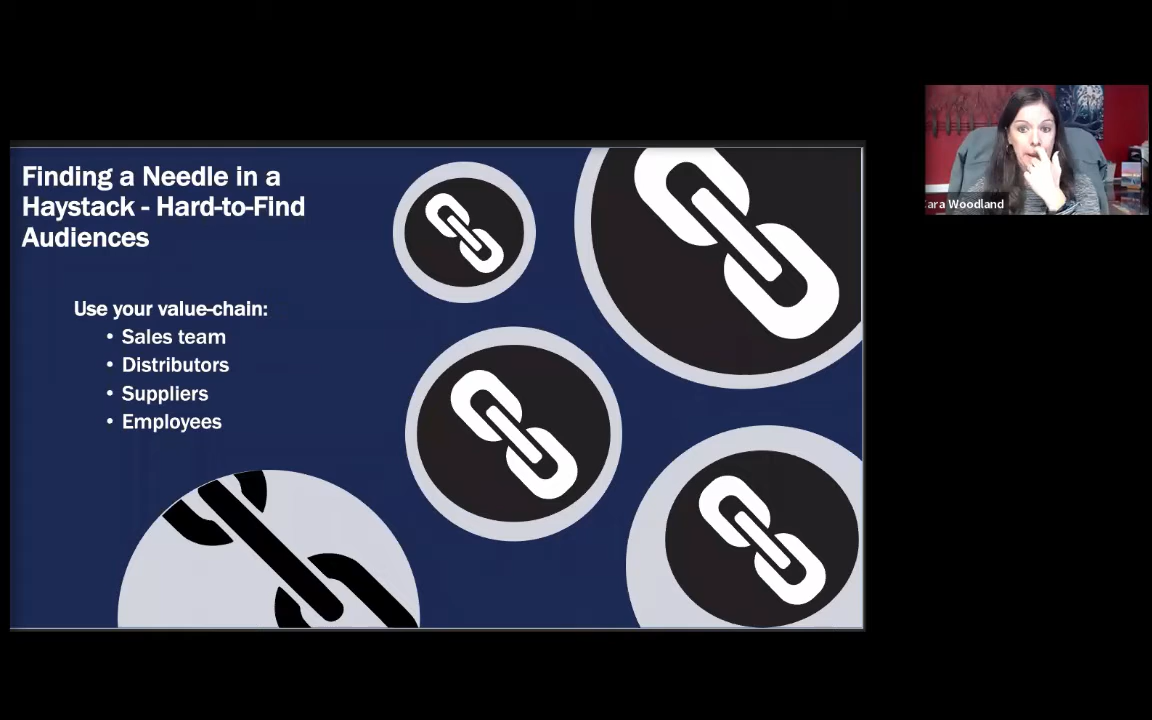 Finding a Needle in a
Haystack - Hard-to-Find
Audiences
Use your value-chain:
• Sales team
• Distributors
• Suppliers
• Employees
ara Woodland